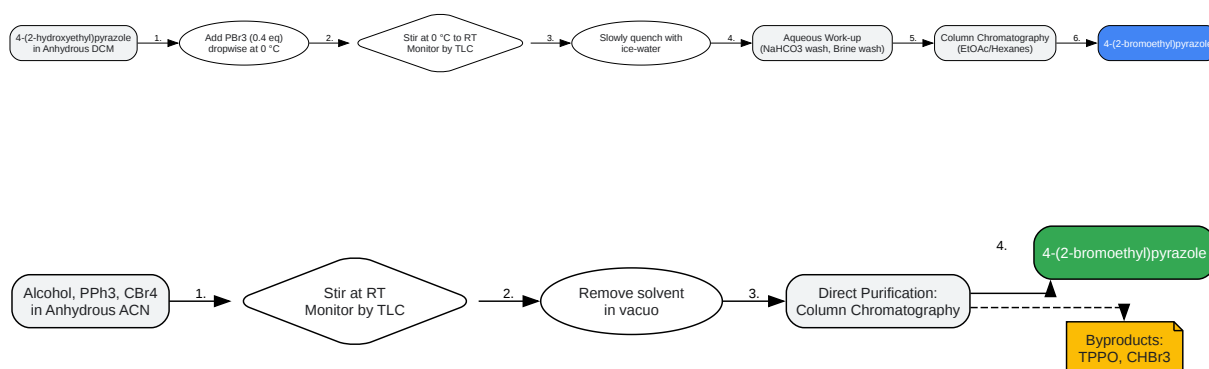 4-(2-hydroxyethyl)pyrazole
in Anhydrous DCM
1.
Add PBr3 (0.4 eq)
dropwise at 0 °C
2.
Stir at 0 °C to RT
Monitor by TLC
3.
Slowly quench with
ice-water
4.
Aqueous Work-up
(NaHCO3 wash, Brine wash)
5.
Column Chromatography
(EtOAc/Hexanes)
6.
4-(2-bromoethyl)pyrazole
Alcohol, PPh3, CBr4
in Anhydrous ACN
1.
Stir at RT
Monitor by TLC
2.
Remove solvent
in vacuo
3.
Direct Purification:
Column Chromatography
4.
4-(2-bromoethyl)pyrazole
Byproducts:
TPPO, CHBr3